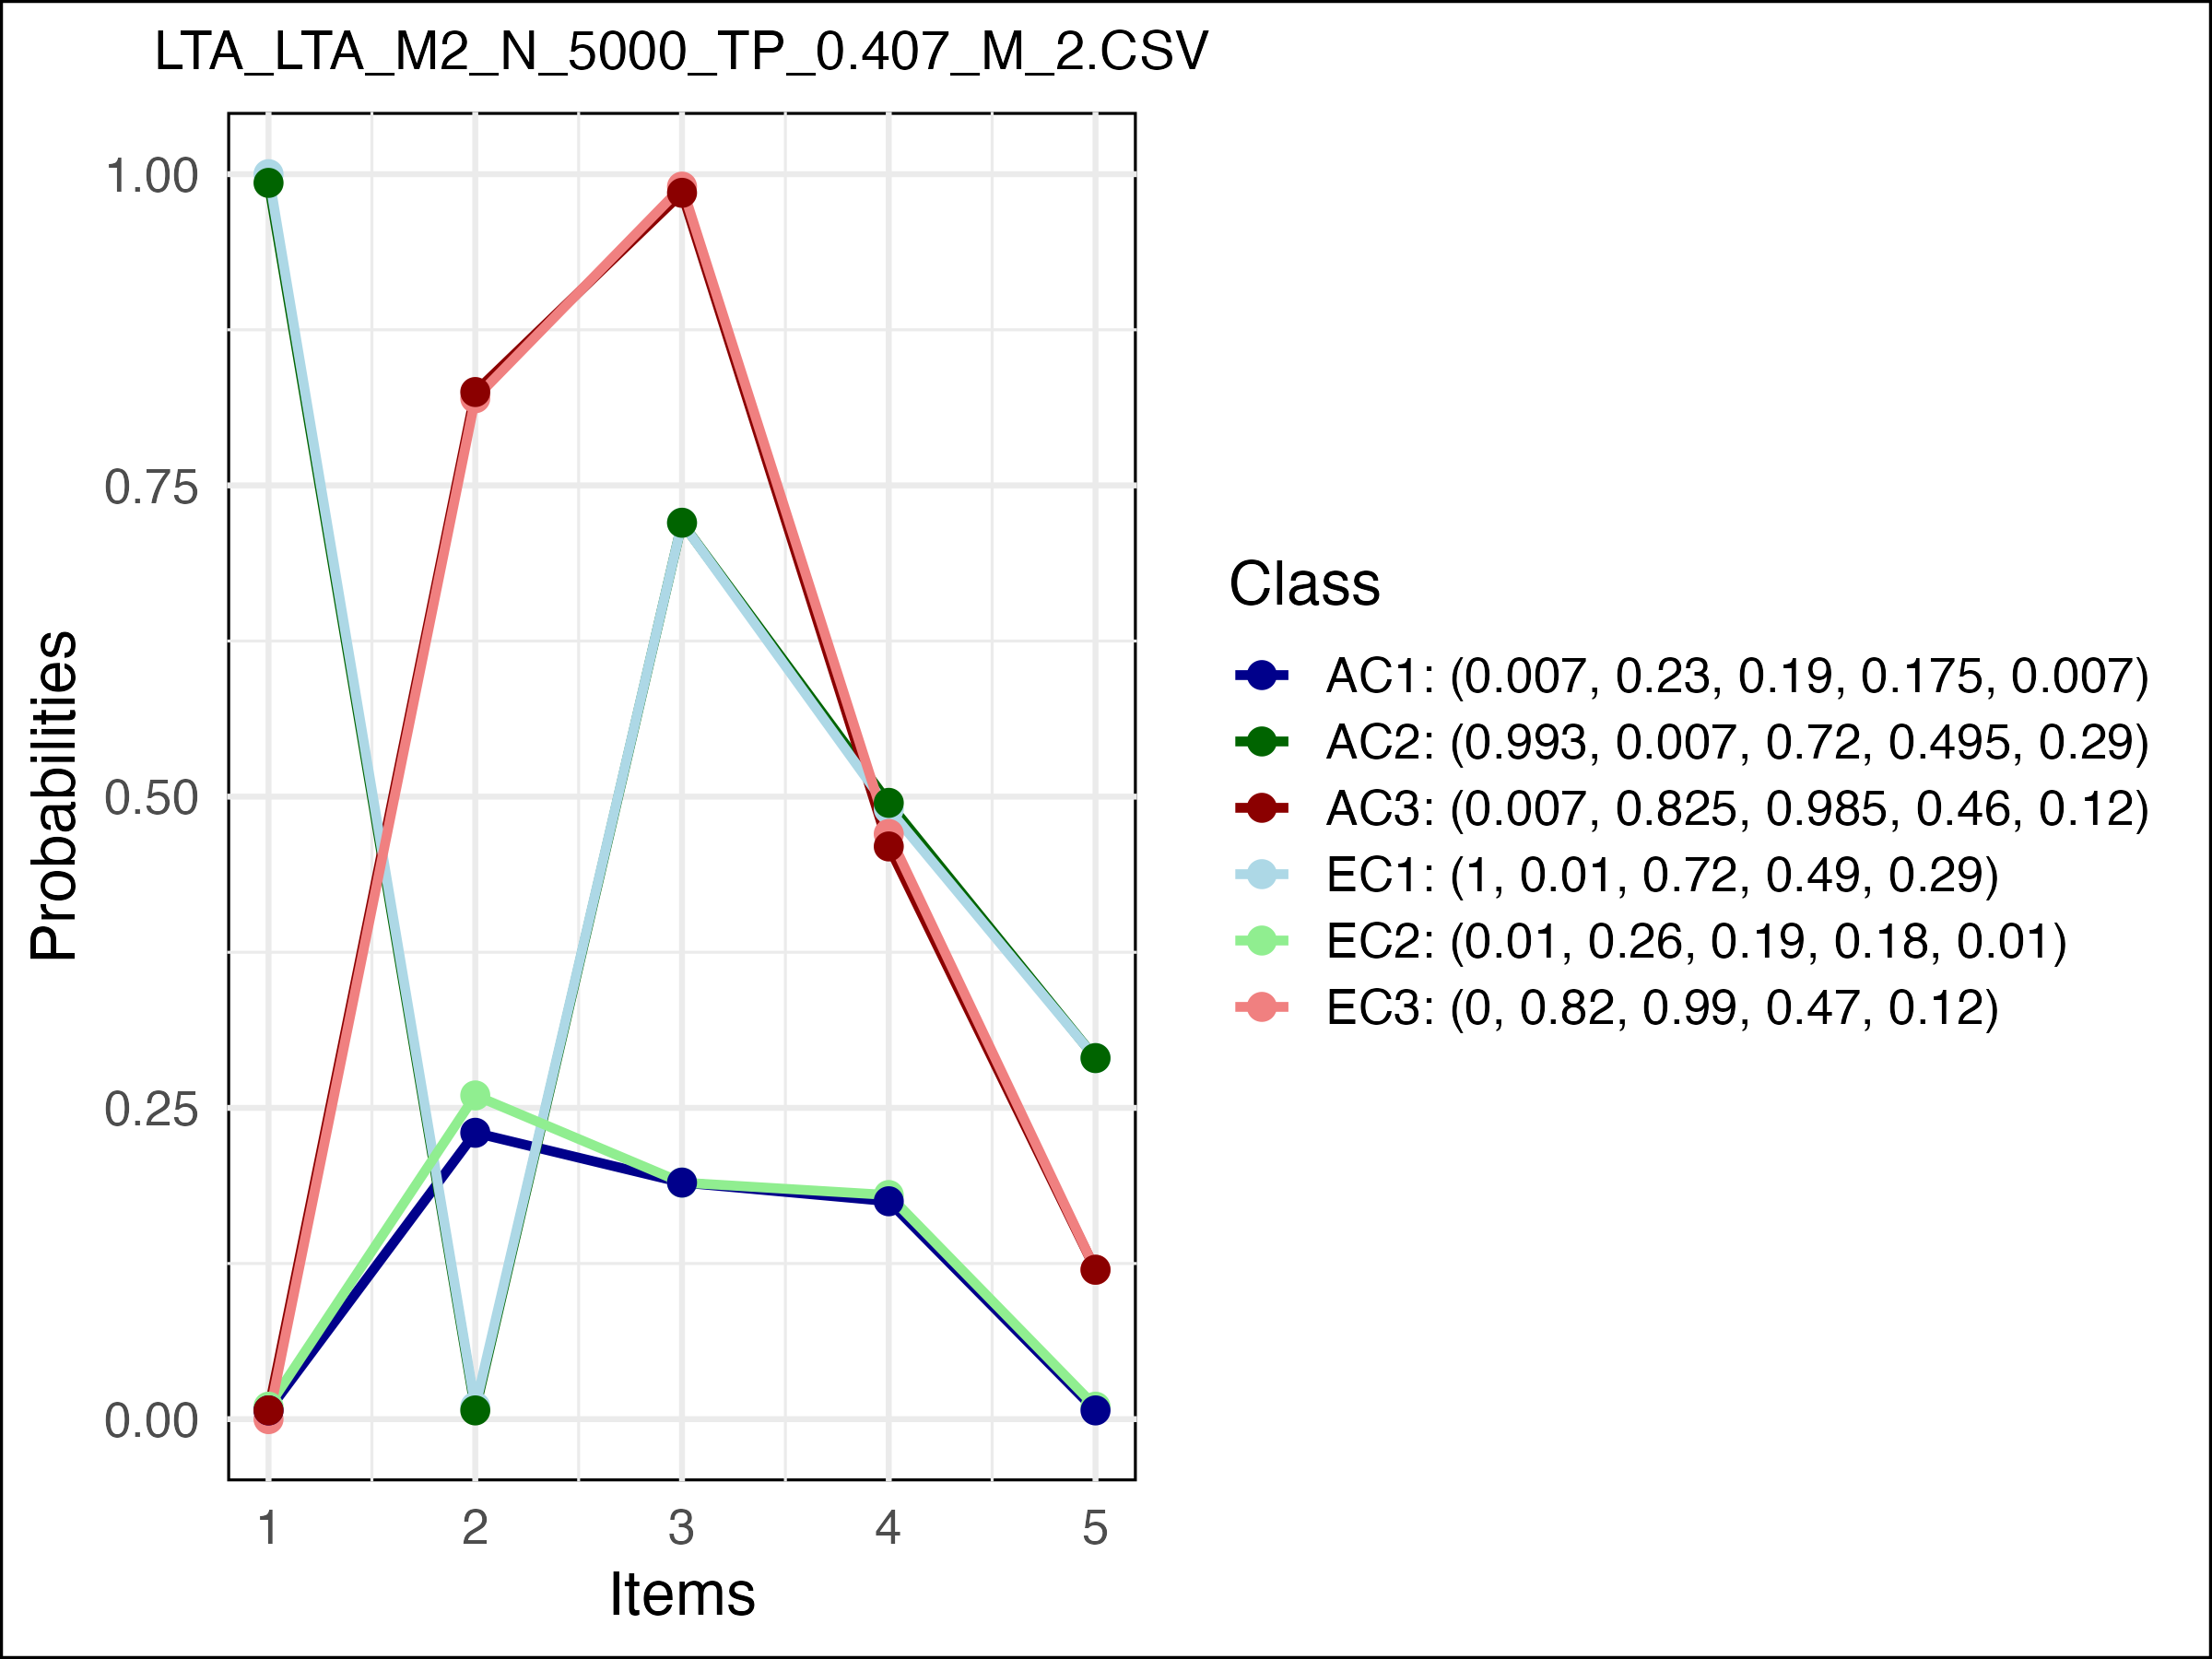 LTA_LTA_M2_N_5000_TP_0.407_M_2.CSV
1.00
0.75
0.50
0.25
0.00
Probabilities
1 2 3 4 5
Items
Class
AC1: (0.007, 0.23, 0.19, 0.175, 0.007)
AC2: (0.993, 0.007, 0.72, 0.495, 0.29)
AC3: (0.007, 0.825, 0.985, 0.46, 0.12)
EC1: (1, 0.01, 0.72, 0.49, 0.29)
EC2: (0.01, 0.26, 0.19, 0.18, 0.01)
EC3: (0, 0.82, 0.99, 0.47, 0.12)